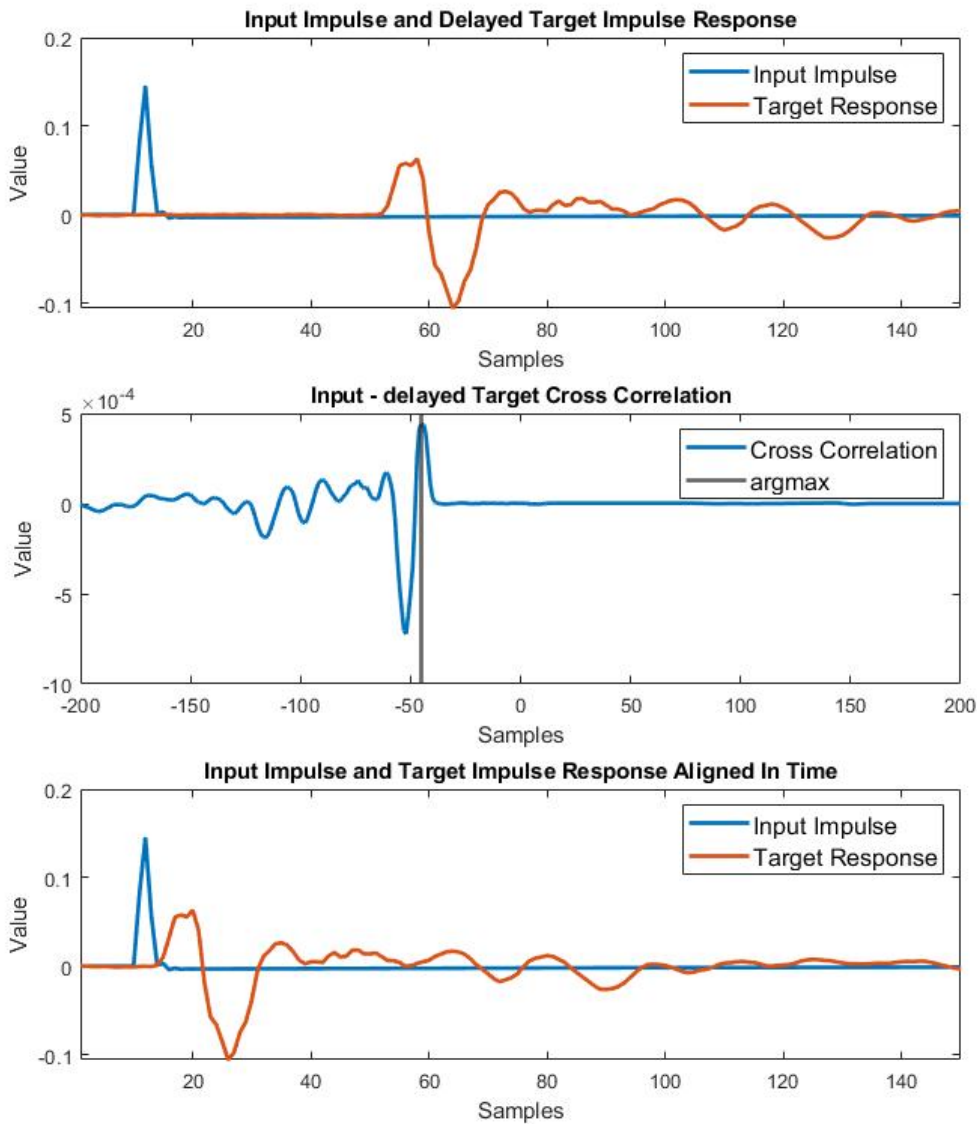 Input Impulse and Delayed Target Impulse Response
0.2
0.1
0
-0.1
Value
Input Impulse
Target Response
20 40 60 80 100 120 140
Samples
Input - delayed Target Cross Correlation
×10-4
5
0
-5
-10
Value
Cross Correlation
argmax
-200 -150 -100 -50 0 50 100 150 200
Samples
Input Impulse and Target Impulse Response Aligned In Time
0.2
0.1
0
-0.1
Value
Input Impulse
Target Response
20 40 60 80 100 120 140
Samples